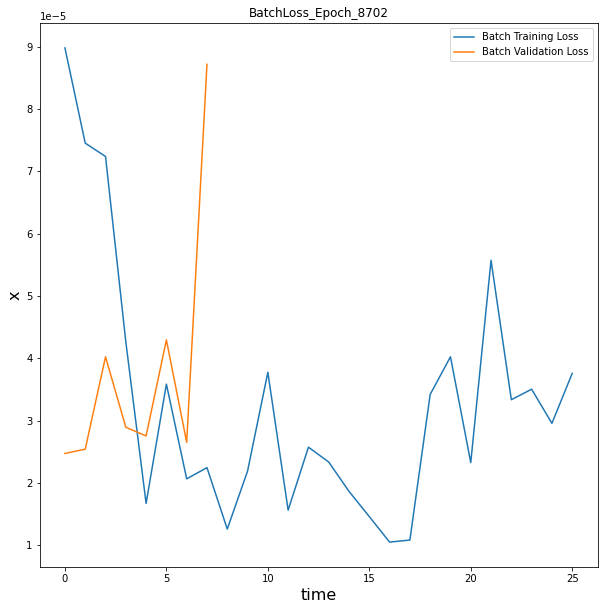 BatchLoss_Epoch_8702
1e−5
Batch Training Loss
Batch Validation Loss
9
8
7
6
5
4
3
2
1
x
0 5 10 15 20 25
time